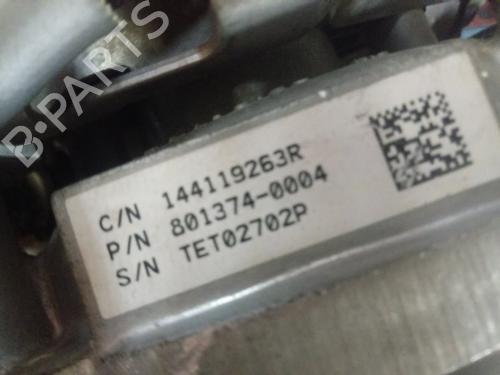 B-PARTS
C/N 144119263R
P/N 801374-0004
S/N TET02702P